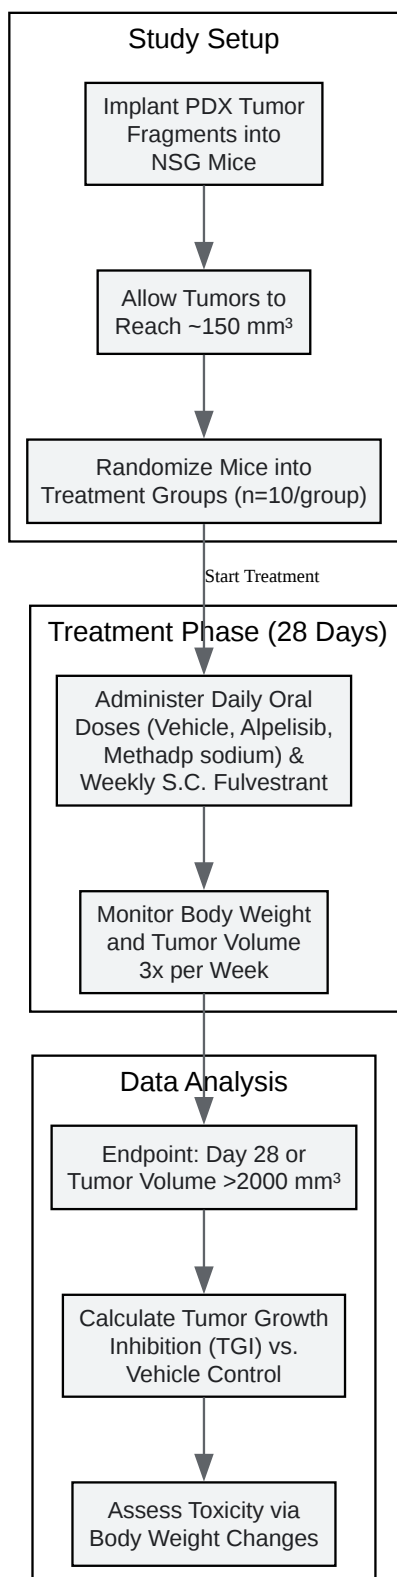 Study Setup
Implant PDX Tumor
Fragments into
NSG Mice
Allow Tumors to
Reach ~150 mm³
Randomize Mice into
Treatment Groups (n=10/group)
Start Treatment
Treatment Phase (28 Days)
Administer Daily Oral
Doses (Vehicle, Alpelisib,
Methadp sodium) &
Weekly S.C. Fulvestrant
Monitor Body Weight
and Tumor Volume
3x per Week
Data Analysis
Endpoint: Day 28 or
Tumor Volume >2000 mm³
Calculate Tumor Growth
Inhibition (TGI) vs.
Vehicle Control
Assess Toxicity via
Body Weight Changes